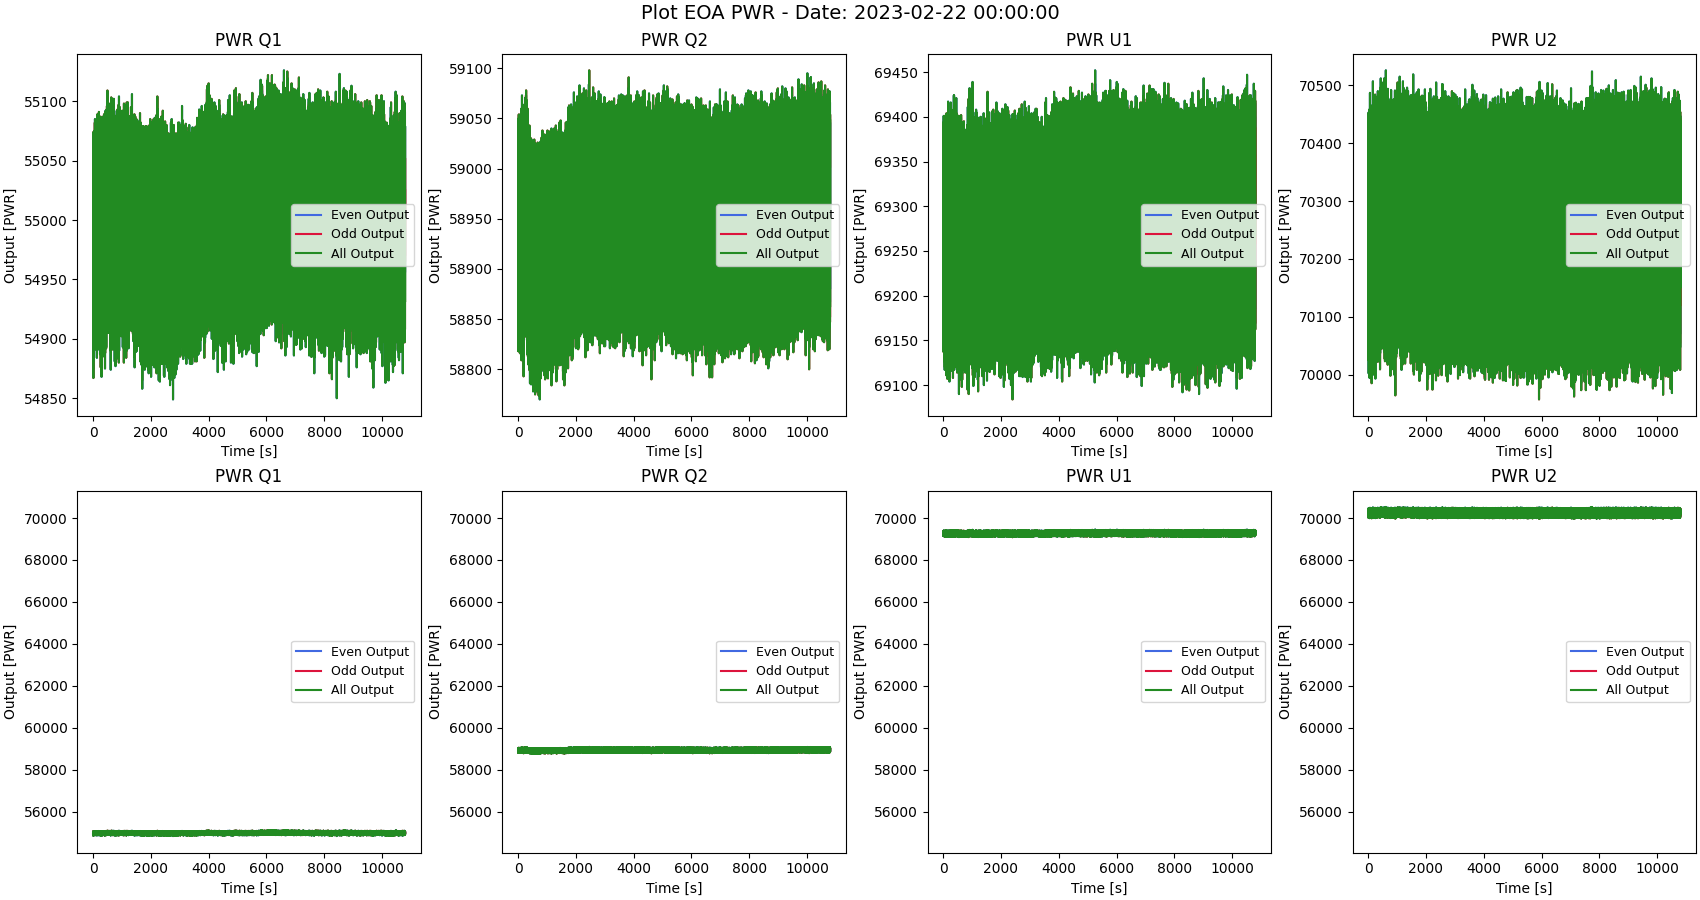 Plot EOA PWR - Date: 2023-02-22 00:00:00
PWR Q1
PWR Q2
PWR U1
PWR U2
Output [PWR]
55100
55050
55000
54950
54900
54850
Even Output
Odd Output
All Output
0 2000 4000 6000 8000 10000
Time [s]
Output [PWR]
59100
59050
59000
58950
58900
58850
58800
Even Output
Odd Output
All Output
0 2000 4000 6000 8000 10000
Time [s]
Output [PWR]
69450
69400
69350
69300
69250
69200
69150
69100
Even Output
Odd Output
All Output
0 2000 4000 6000 8000 10000
Time [s]
Output [PWR]
70500
70400
70300
70200
70100
70000
Even Output
Odd Output
All Output
0 2000 4000 6000 8000 10000
Time [s]
PWR Q1
PWR Q2
PWR U1
PWR U2
Output [PWR]
70000
68000
66000
64000
62000
60000
58000
56000
Even Output
Odd Output
All Output
0 2000 4000 6000 8000 10000
Time [s]
Output [PWR]
70000
68000
66000
64000
62000
60000
58000
56000
Even Output
Odd Output
All Output
0 2000 4000 6000 8000 10000
Time [s]
Output [PWR]
70000
68000
66000
64000
62000
60000
58000
56000
Even Output
Odd Output
All Output
0 2000 4000 6000 8000 10000
Time [s]
Output [PWR]
70000
68000
66000
64000
62000
60000
58000
56000
Even Output
Odd Output
All Output
0 2000 4000 6000 8000 10000
Time [s]